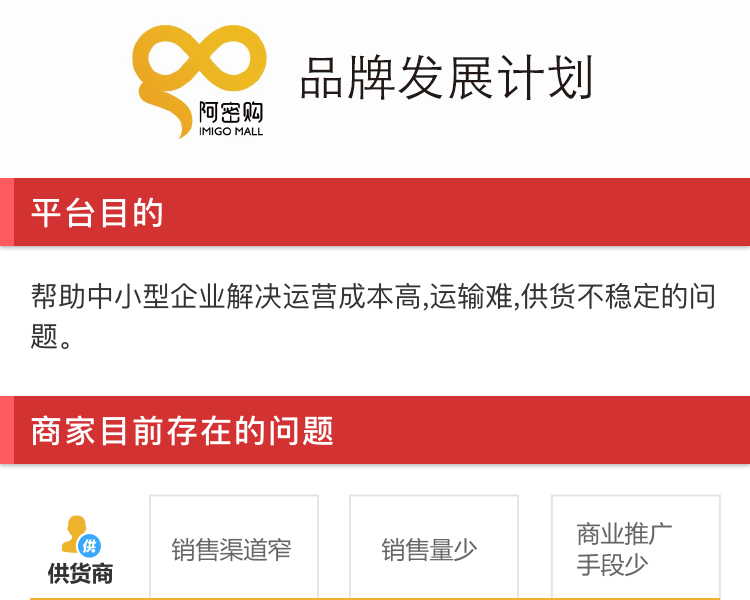 阿密购
IMIGO MALL
品牌发展计划
平台目的
帮助中小型企业解决运营成本高,运输难,供货不稳定的问
题。
商家目前存在的问题
供
供货商
销售渠道窄
销售量少
商业推广
手段少